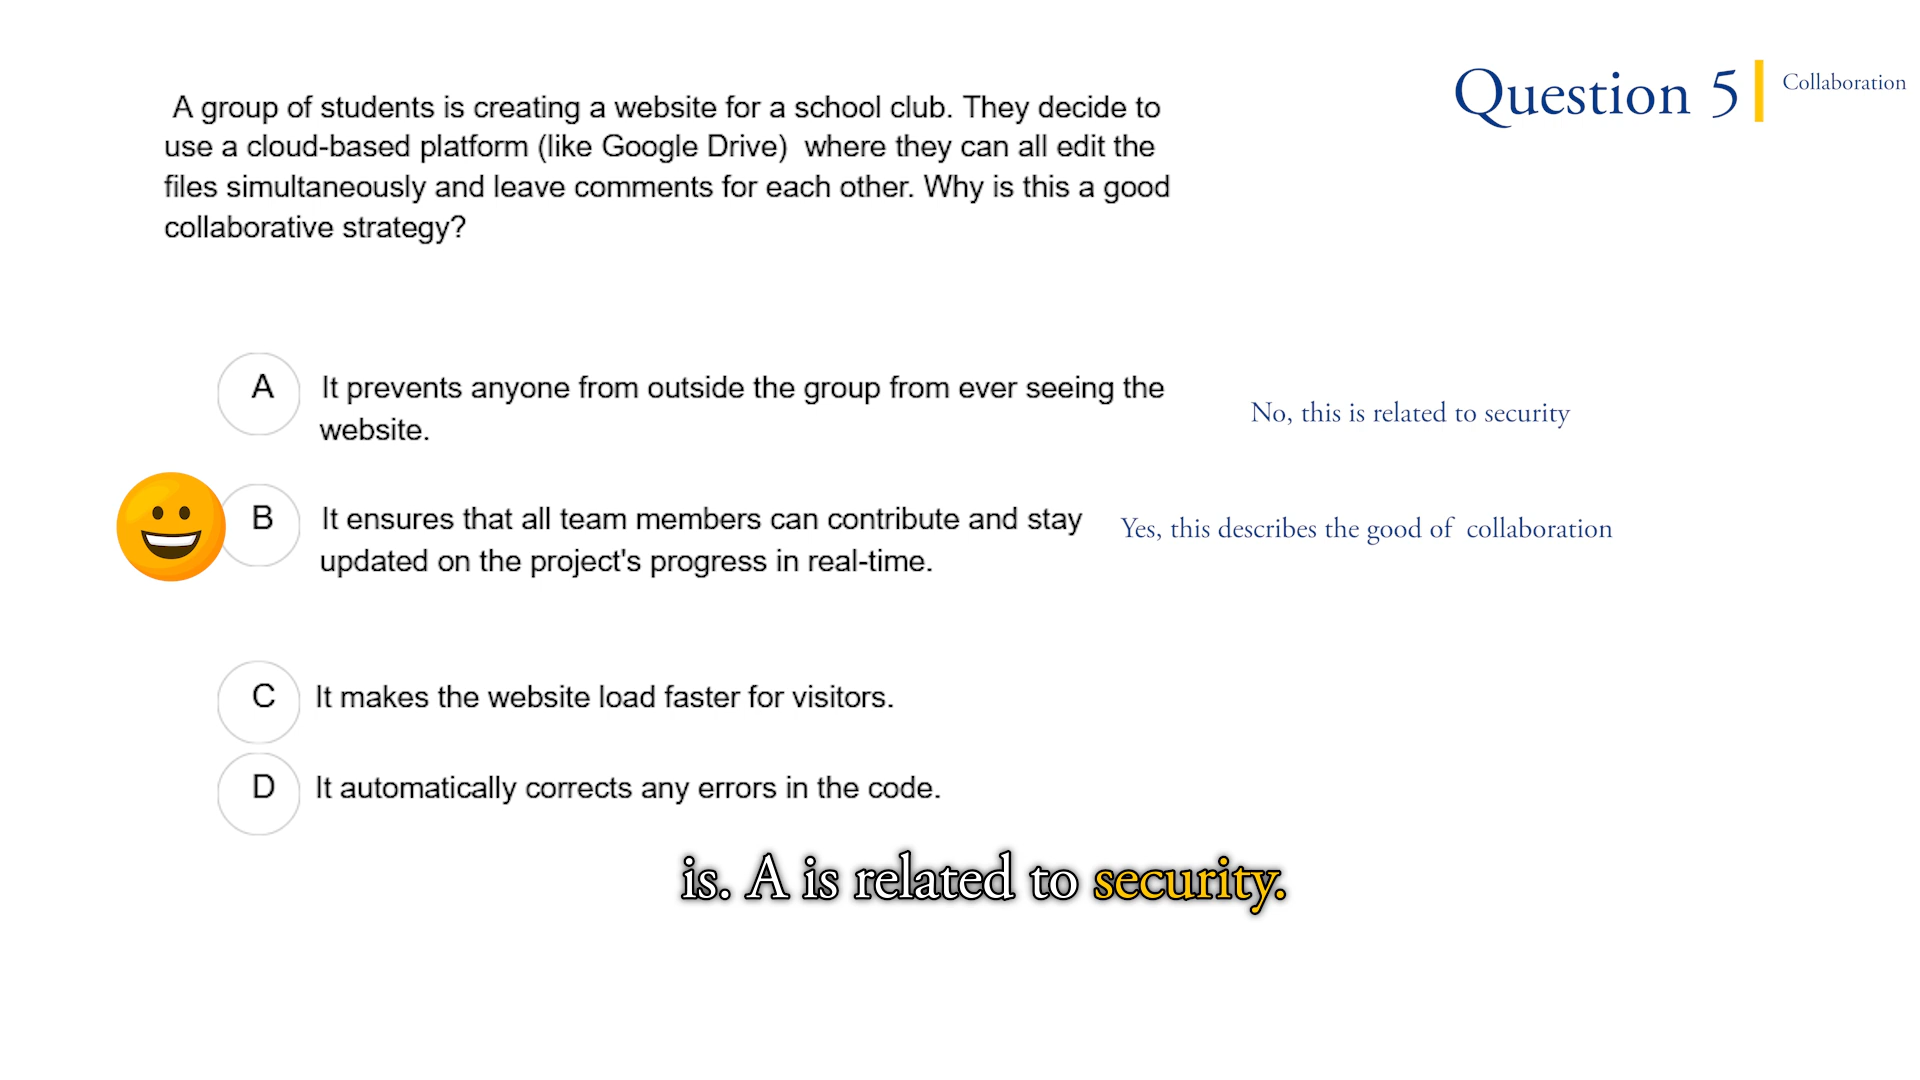 Question 5
Collaboration
A group of students is creating a website for a school club. They decide to
use a cloud-based platform (like Google Drive) where they can all edit the
files simultaneously and leave comments for each other. Why is this a good
collaborative strategy?
A It prevents anyone from outside the group from ever seeing the
website.
No, this is related to security
B It ensures that all team members can contribute and stay
updated on the project's progress in real-time.
Yes, this describes the good of collaboration
C It makes the website load faster for visitors.
D It automatically corrects any errors in the code.
is. A is related to security.